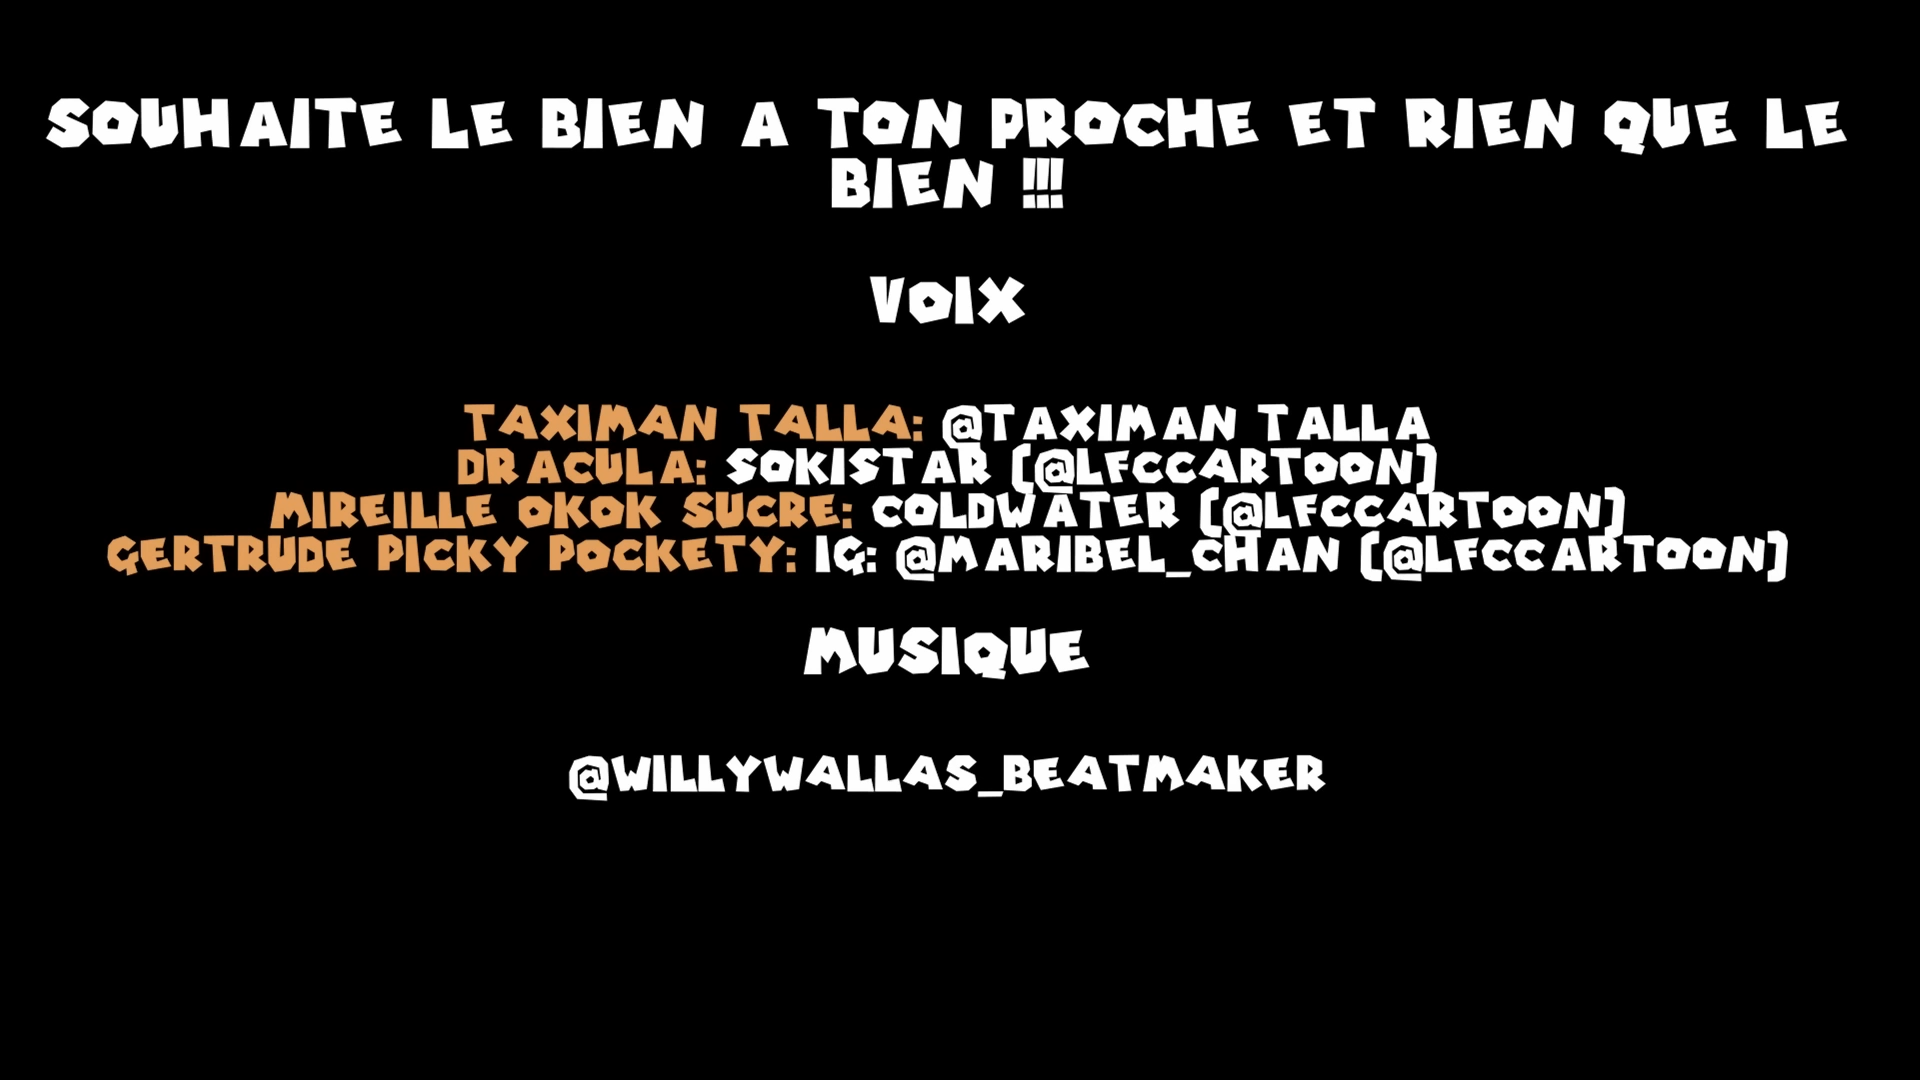 SOUHAITE LE BIEN A TON PROCHE ET RIEN QUE LE
BIEN !!!
VOIX
TAXIMAN TALLA: @TAXIMAN TALLA
DRACULA: SOKISTAR (@LFCCARTOON)
MIREILLE OKOK SUCRE: COLDWATER (@LFCCARTOON)
GERTRUDE PICKY POCKETY: IG: @MARIBEL_CHAN (@LFCCARTOON)
MUSIQUE
@WILLYWALLAS_BEATMAKER